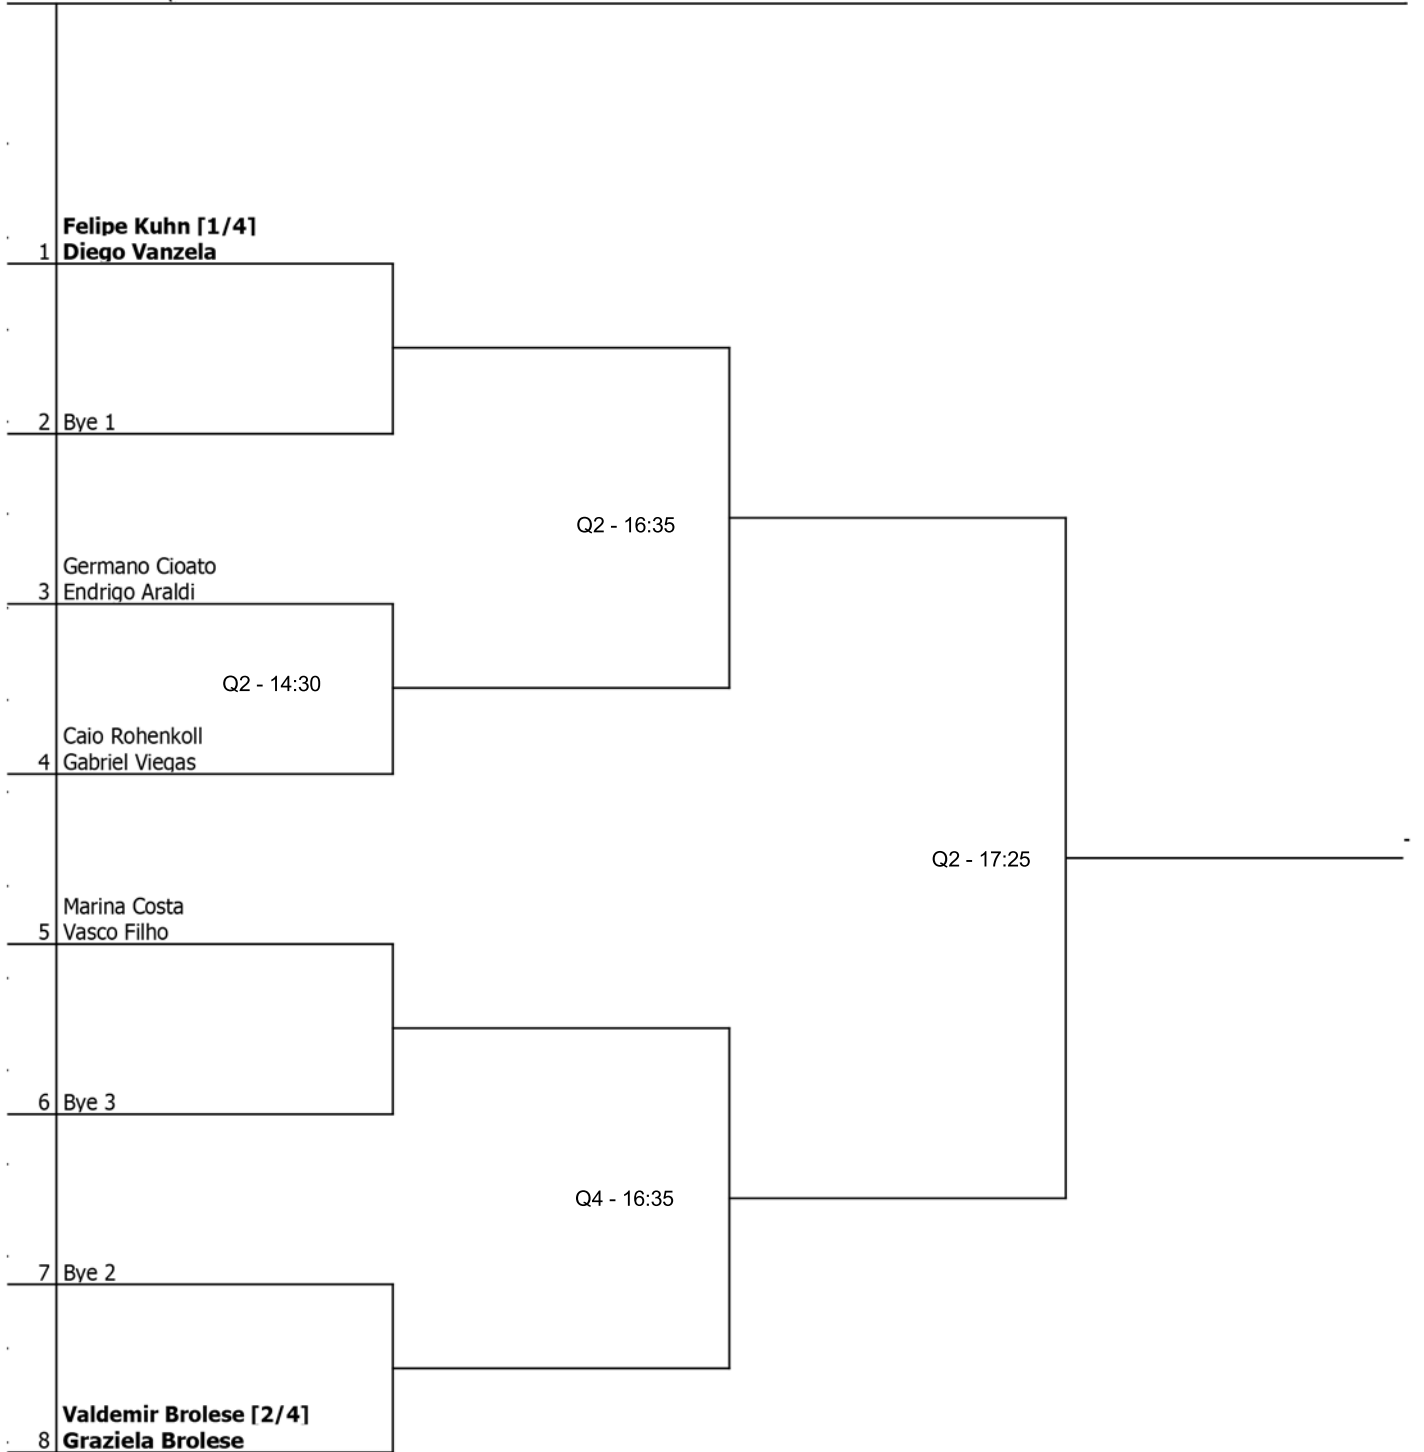 Felipe Kuhn [1/4]
1 Diego Vanzela
2 Bye 1
Q2 - 16:35
Germano Cioato
3 Endrigo Araldi
Q2 - 14:30
Caio Rohenkoll
4 Gabriel Viegas
Q2 - 17:25
Marina Costa
5 Vasco Filho
6 Bye 3
Q4 - 16:35
7 Bye 2
Valdemir Brolese [2/4]
8 Graziela Brolese